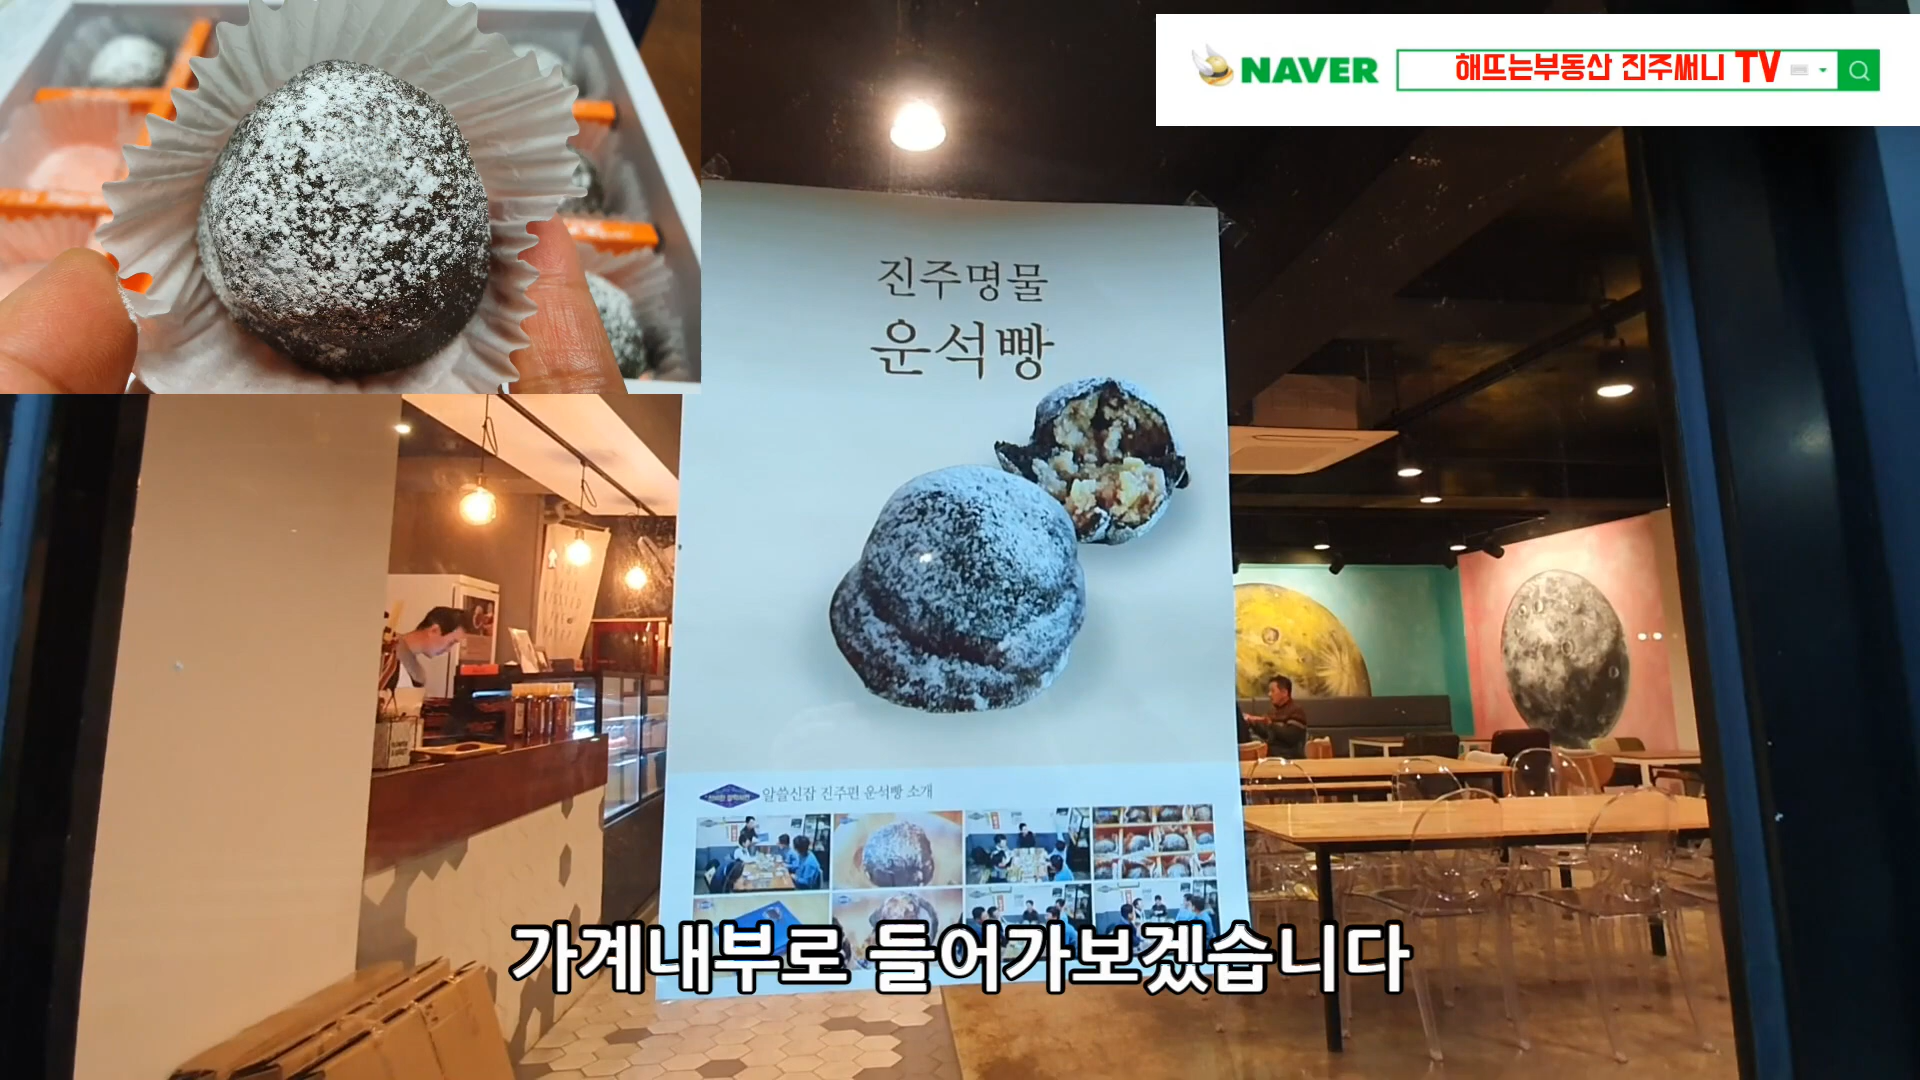 NAVER 해뜨는부동산 진주써니 TV
진주명물
운석빵
알쓸신잡 진주편 운석빵 소개
가계내부로 들어가보겠습니다